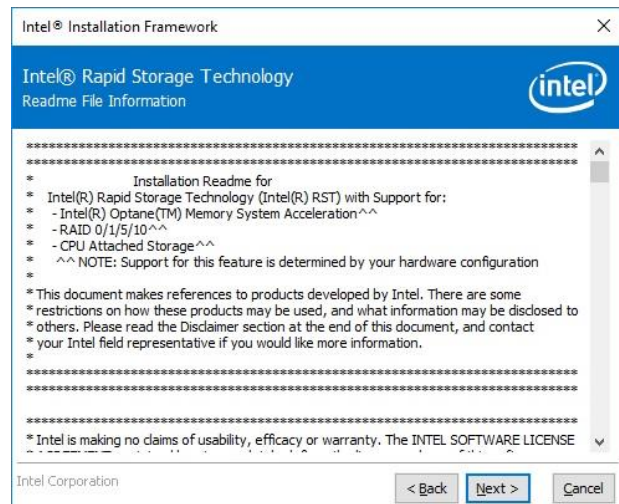 Intel® Installation Framework
Intel® Rapid Storage Technology
Readme File Information
intel
******************************************************************************
******************************************************************************
* Installation Readme for
* Intel(R) Rapid Storage Technology (Intel(R) RST) with Support for:
* - Intel(R) Optane(TM) Memory System Acceleration^^
* - RAID 0/1/5/10^^
* - CPU Attached Storage^^
* ^^ NOTE: Support for this feature is determined by your hardware configuration
*
* This document makes references to products developed by Intel. There are some
* restrictions on how these products may be used, and what information may be disclosed to
* others. Please read the Disclaimer section at the end of this document, and contact
* your Intel field representative if you would like more information.
*
******************************************************************************
******************************************************************************
******************************************************************************
* Intel is making no claims of usability, efficacy or warranty. The INTEL SOFTWARE LICENSE
Intel Corporation
< Back
Next >
Cancel